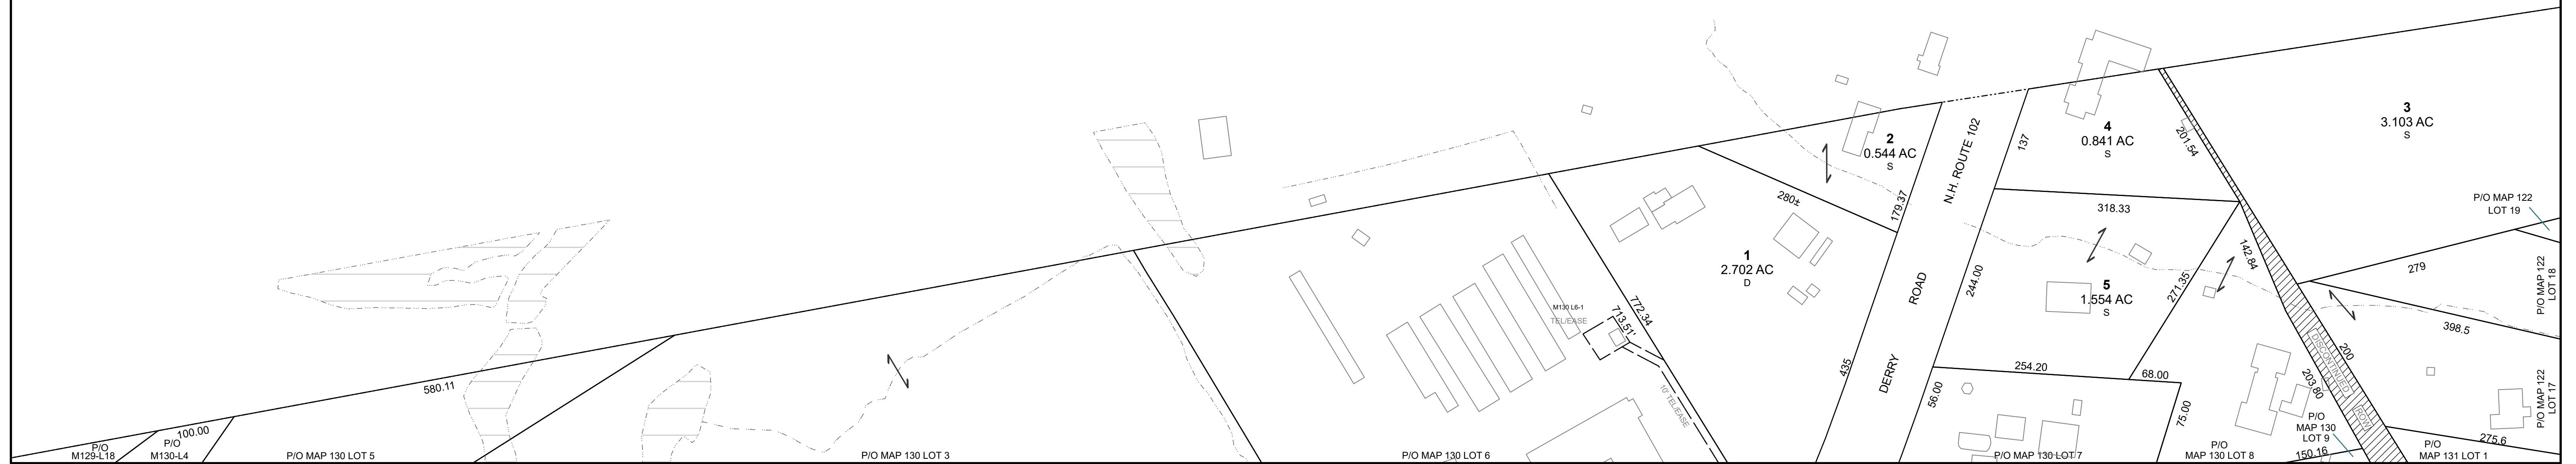 3
3.103 AC
S
2
0.544 AC
S
4
0.841 AC
S
137
201.54
N.H. ROUTE 102
179.37
280±
318.33
P/O MAP 122
LOT 19
1
2.702 AC
D
142.84
279
P/O MAP 122
LOT 18
244.00
271.35
5
1.554 AC
S
ROAD
M130 L6-1
TEL/EASE
713.51'
772.34
398.5
200
DISCONTINUED
ROW
203.80
435
DERRY
254.20
68.00
56.00
75.00
10' TEL/EASE
580.11
100.00
P/O MAP 122
LOT 17
275.6
150.16
P/O
M129-L18
P/O
M130-L4
P/O MAP 130 LOT 5
P/O MAP 130 LOT 3
P/O MAP 130 LOT 6
P/O MAP 130 LOT 7
P/O
MAP 130 LOT 8
P/O
MAP 130
LOT 9
P/O
MAP 131 LOT 1